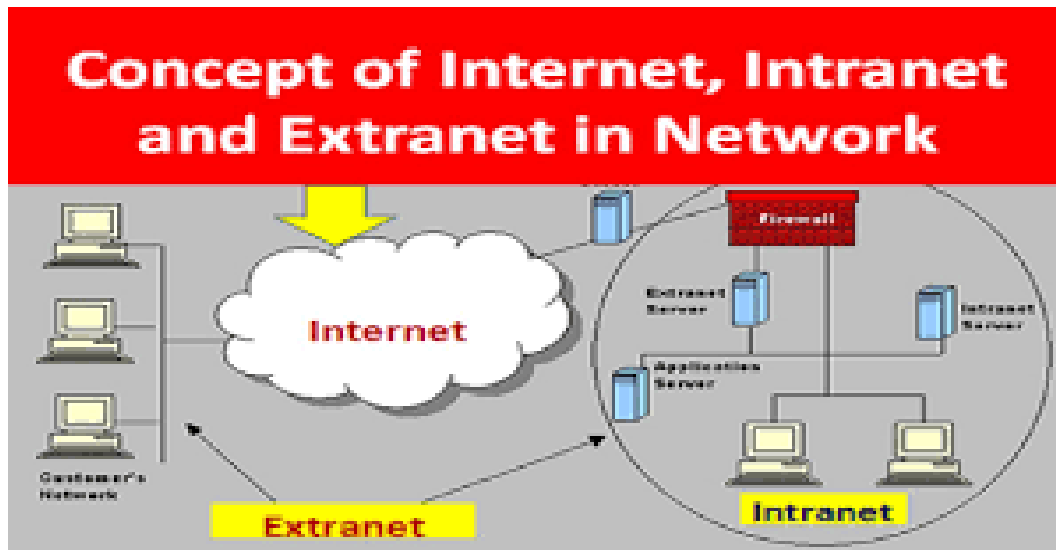 Concept of Internet, Intranet
and Extranet in Network
Firewall
Extranet
Server
Intranet
Server
Internet
Application
Server
Customer's
Network
Extranet
Intranet